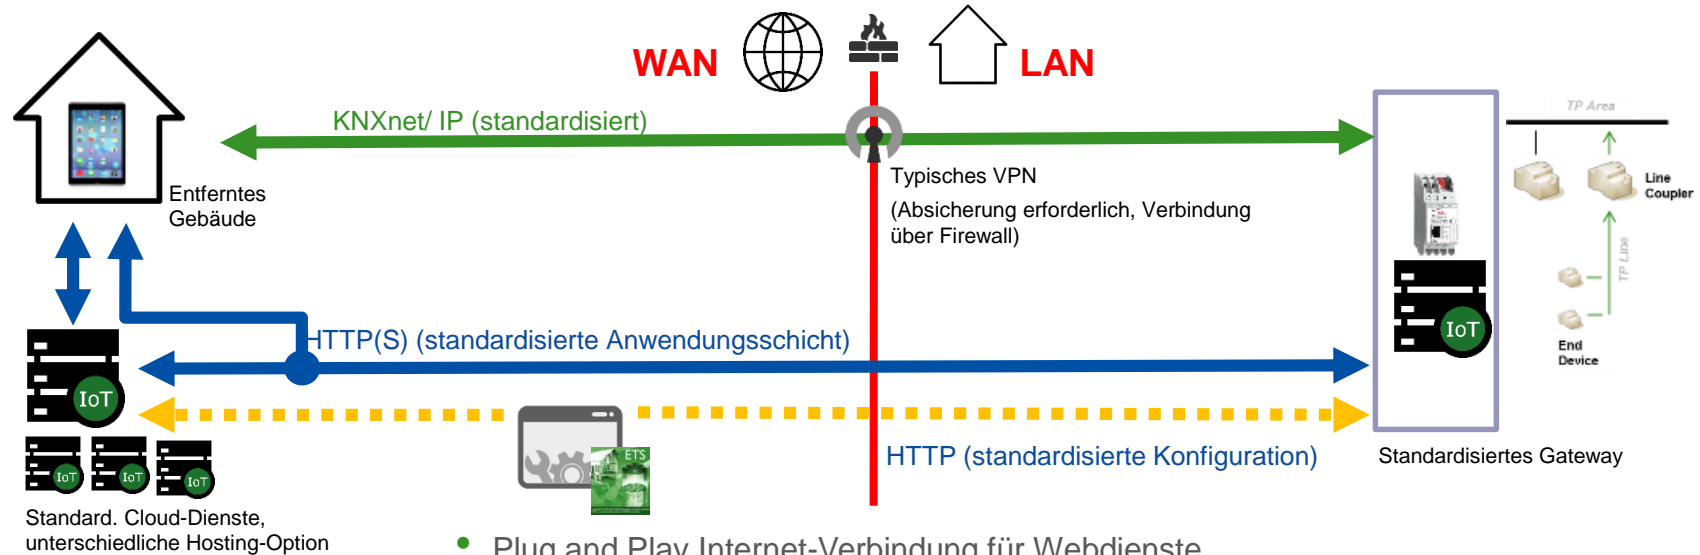 WAN
LAN
KNXnet/ IP (standardisiert)
TP Area
Entferntes
Gebäude
Typisches VPN
(Absicherung erforderlich, Verbindung
über Firewall)
Line
Coupler
TP Line
IoT
End
Device
HTTP(S) (standardisierte Anwendungsschicht)
IoT
ETS
HTTP (standardisierte Konfiguration)
Standardisiertes Gateway
IoT
IoT
IoT
Standard. Cloud-Dienste,
unterschiedliche Hosting-Option
• Plug and Play Internet-Verbindung für Webdienste